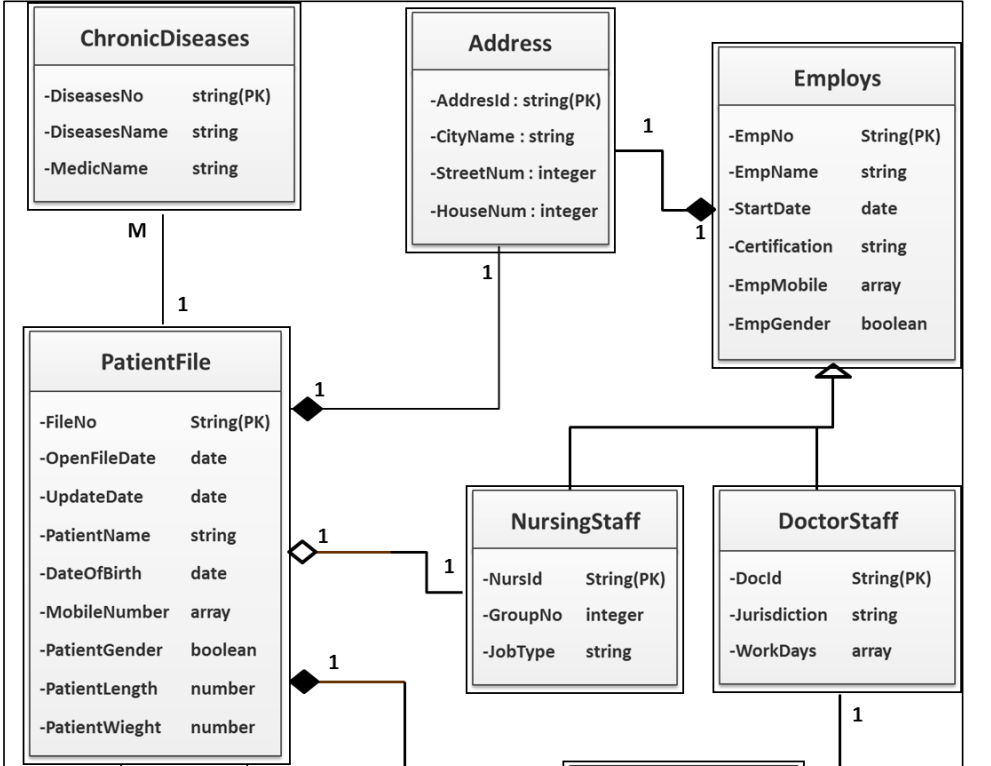 ChronicDiseases
-DiseasesNo string(PK)
-DiseasesName string
-MedicName string
M
1
Address
-AddresId : string(PK)
-CityName : string
-StreetNum : integer
-HouseNum : integer
1
1
1
1
Employs
-EmpNo String(PK)
-EmpName string
-StartDate date
-Certification string
-EmpMobile array
-EmpGender boolean
PatientFile
-FileNo String(PK)
-OpenFileDate date
-UpdateDate date
-PatientName string
-DateOfBirth date
-MobileNumber array
-PatientGender boolean
-PatientLength number
-PatientWieght number
1
1
1
NursingStaff
-NursId String(PK)
-GroupNo integer
-JobType string
DoctorStaff
-DocId String(PK)
-Jurisdiction string
-WorkDays array
1